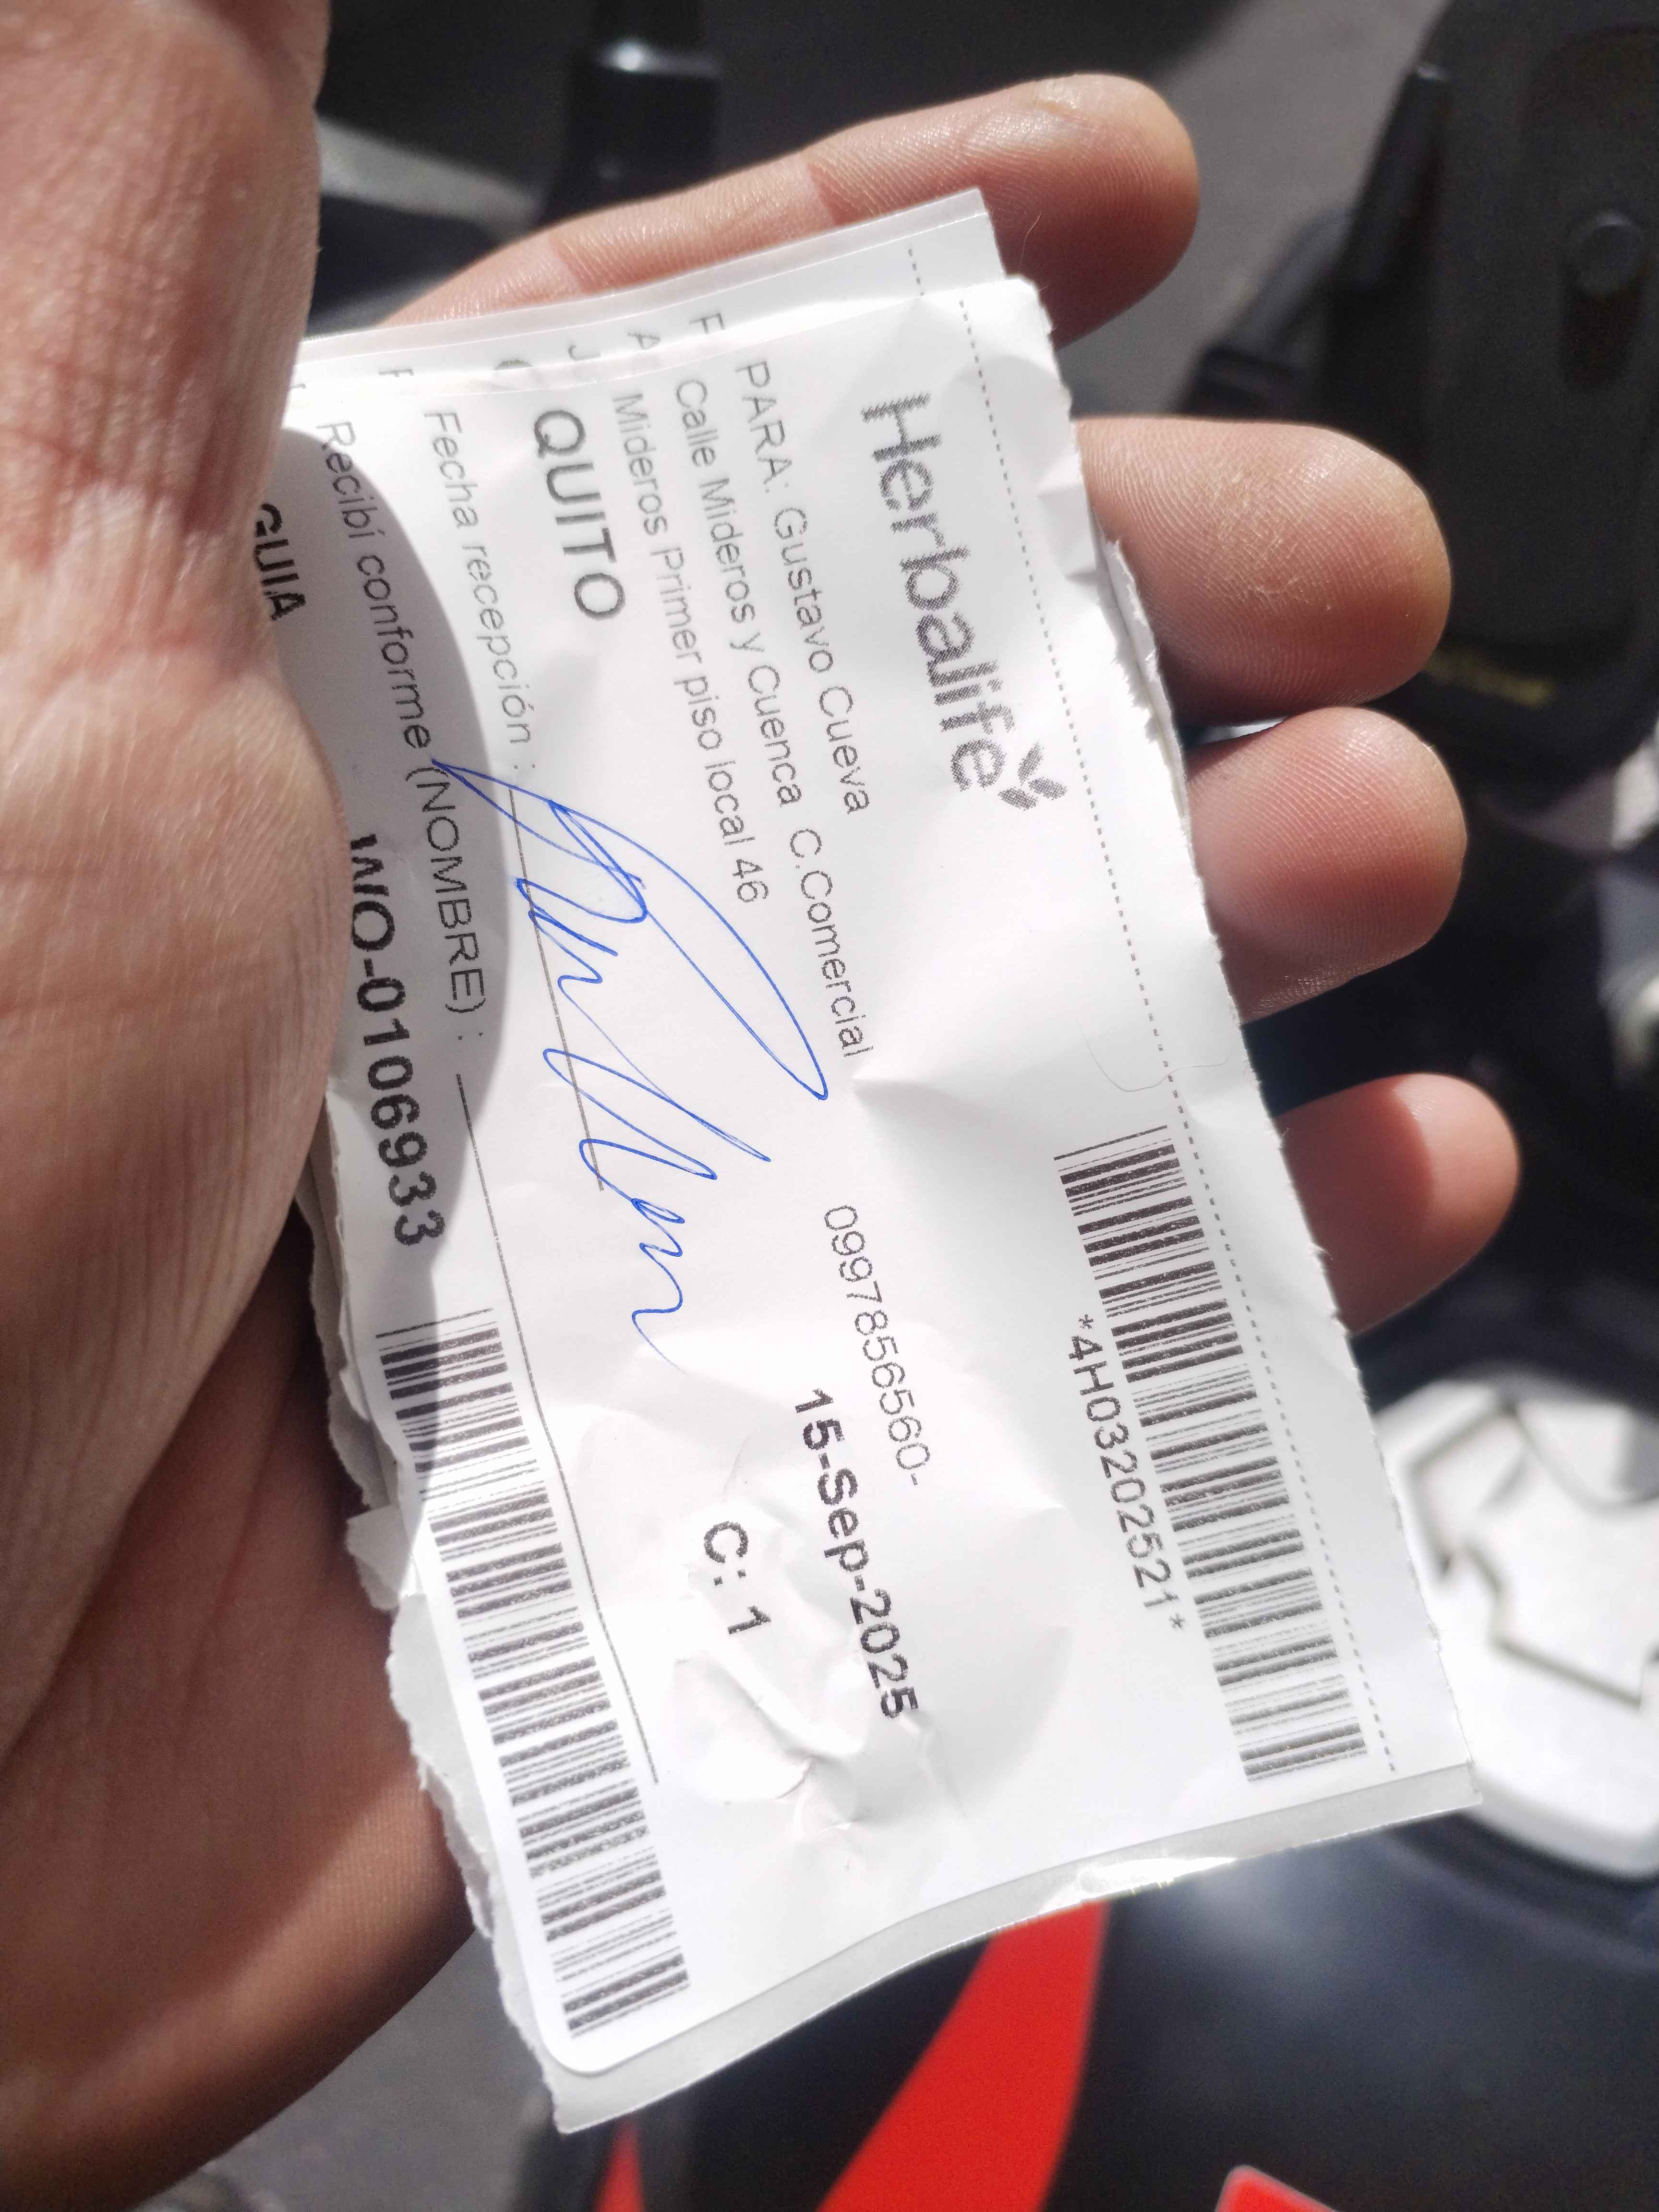 Herbalife
*4H03202521*
PARA: Gustavo Cueva
0997856560-
Calle Mideros y Cuenca C.Comercial
Mideros Primer piso local 46
15-Sep-2025
QUITO
C: 1
Fecha recepción :
Recibí conforme (NOMBRE) :
GUIA
WO-0106933